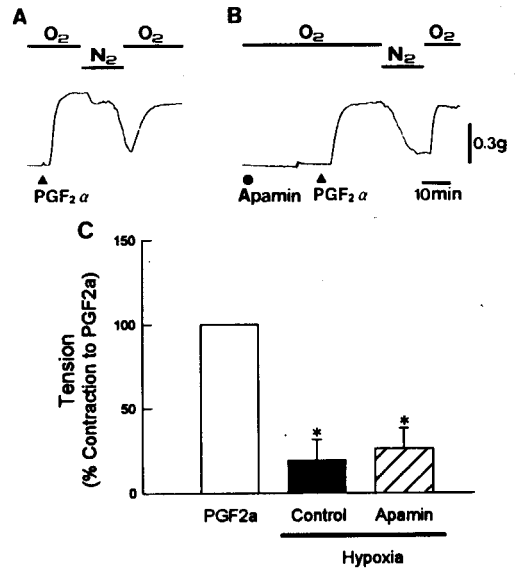 A
O₂ O₂
N₂
PGF₂ α
B
O₂ O₂
N₂
0.3g
Apamin PGF₂ α 10min
C
Tension
(% Contraction to PGF2a)
150
100
50
0
* *
PGF2a Control Apamin
Hypoxia